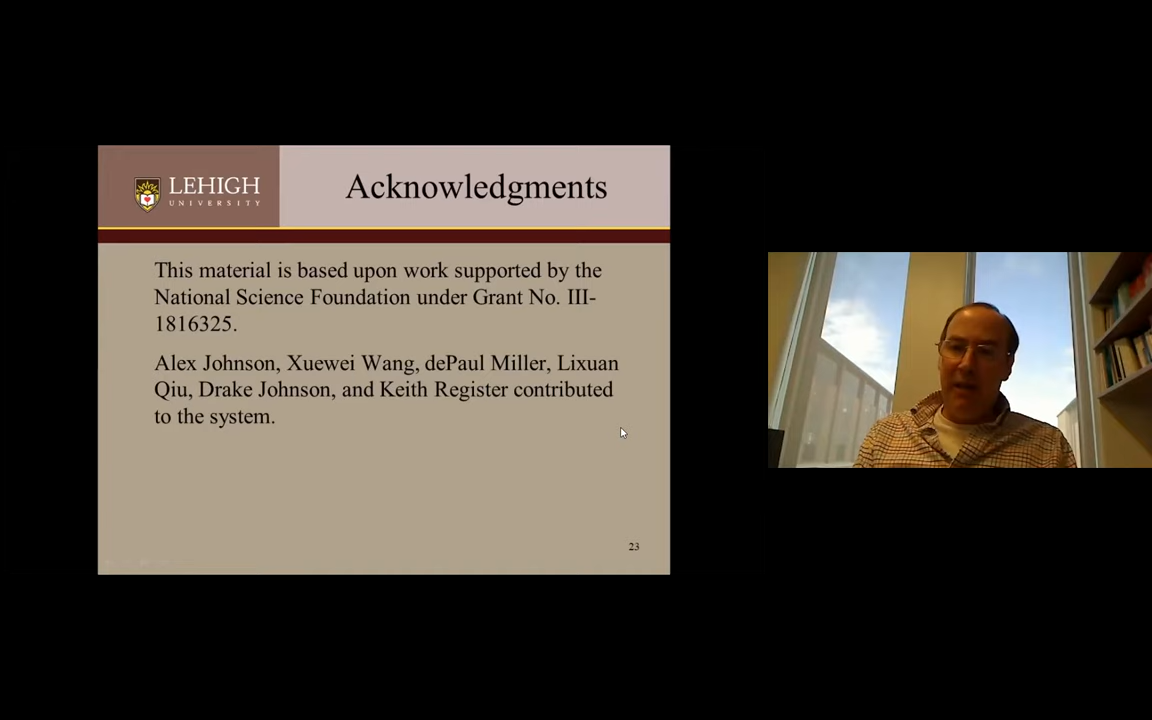 LEHIGH
UNIVERSITY
Acknowledgments
This material is based upon work supported by the
National Science Foundation under Grant No. III-
1816325.
Alex Johnson, Xuewei Wang, dePaul Miller, Lixuan
Qiu, Drake Johnson, and Keith Register contributed
to the system.
23